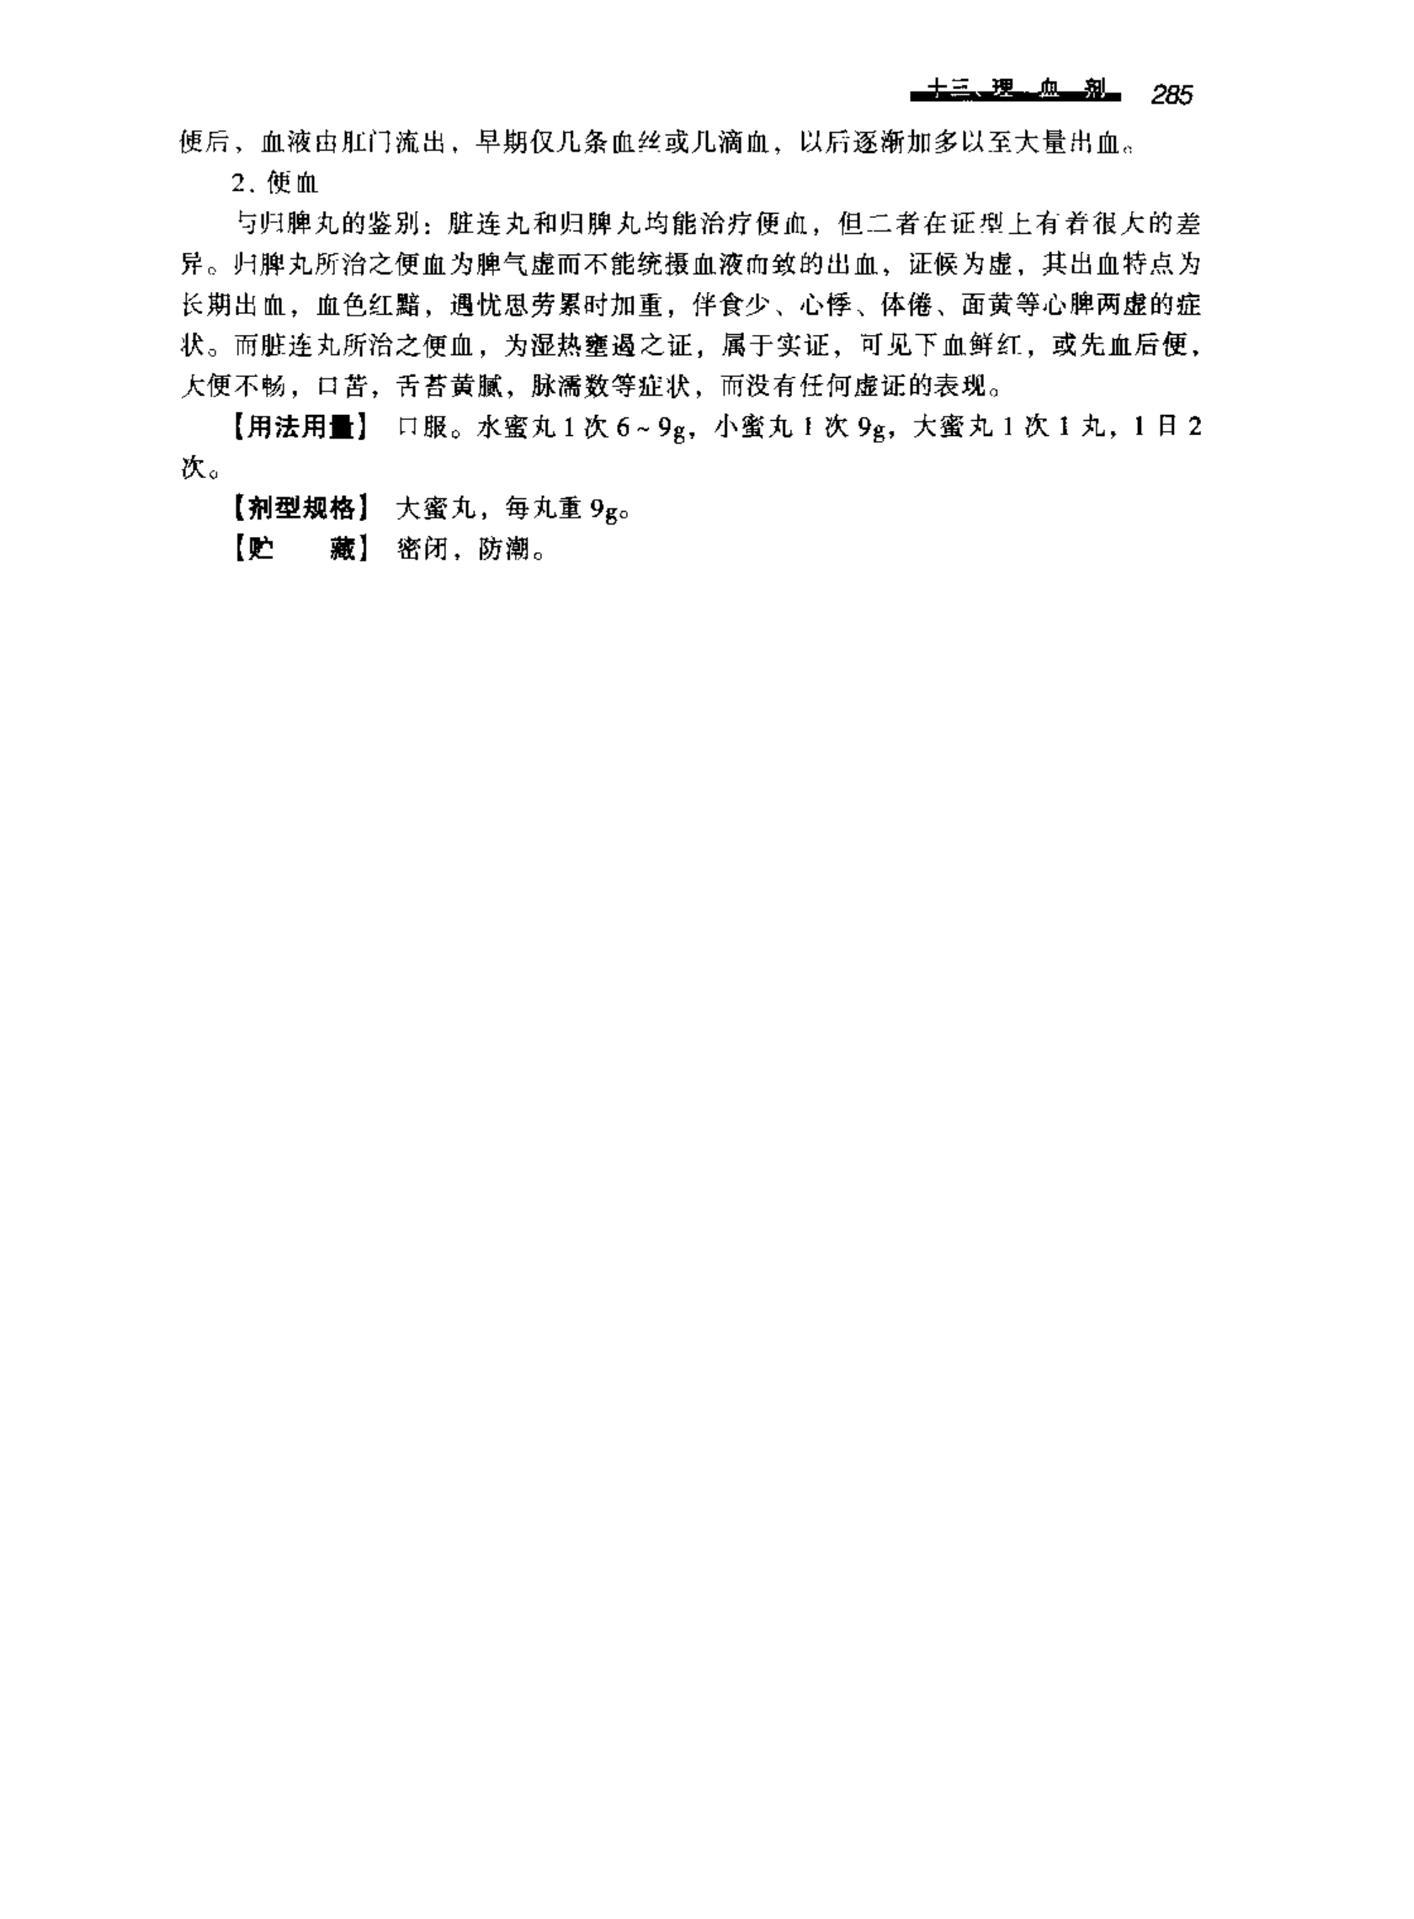 十三、理血剂 285
便后，血液由肛门流出，早期仅几条血丝或几滴血，以后逐渐加多以至大量出血。
2. 便血
与归脾丸的鉴别：脏连丸和归脾丸均能治疗便血，但二者在证型上有着很大的差
异。归脾丸所治之便血为脾气虚而不能统摄血液而致的出血，证候为虚，其出血特点为
长期出血，血色红黯，遇忧思劳累时加重，伴食少、心悸、体倦、面黄等心脾两虚的症
状。而脏连丸所治之便血，为湿热壅遏之证，属于实证，可见下血鲜红，或先血后便，
大便不畅，口苦，舌苔黄腻，脉濡数等症状，而没有任何虚证的表现。
【用法用量】 口服。水蜜丸1次6~9g，小蜜丸1次9g，大蜜丸1次1丸，1日2
次。
【剂型规格】 大蜜丸，每丸重9g。
【贮　　藏】 密闭，防潮。